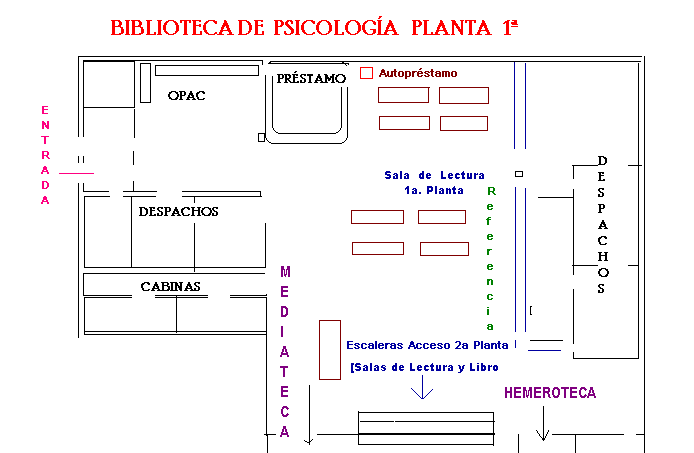 BIBLIOTECA DE PSICOLOGÍA PLANTA 1ª
PRÉSTAMO
Autopréstamo
OPAC
ENTRADA
Sala de Lectura
1a. Planta
DESPACHOS
Referencia
DESPACHOS
CABINAS
MEDIATECA
Escaleras Acceso 2a Planta
[Salas de Lectura y Libro
HEMEROTECA